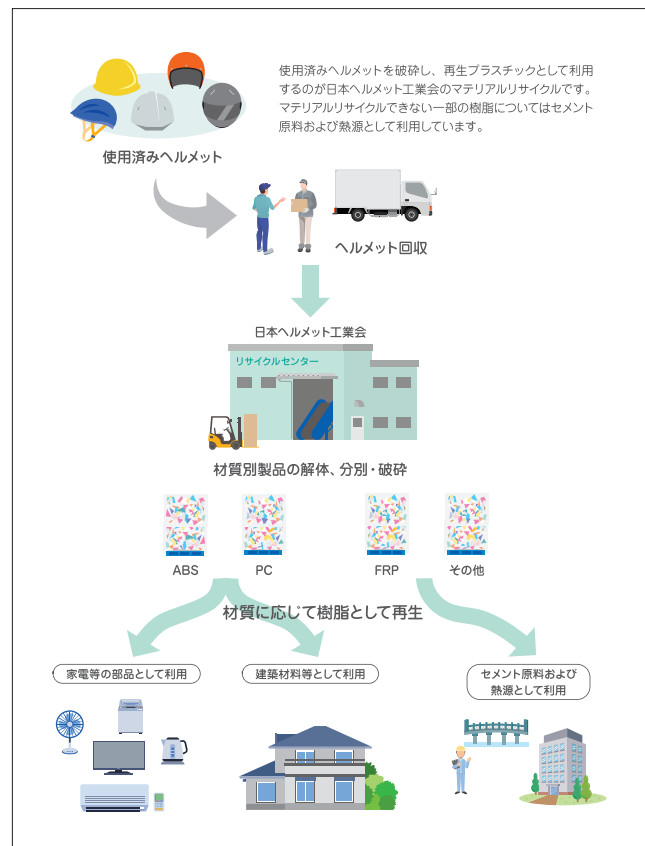 使用済みヘルメットを破砕し、再生プラスチックとして利用
するのが日本ヘルメット工業会のマテリアルリサイクルです。
マテリアルリサイクルできない一部の樹脂についてはセメント
原料および熱源として利用しています。
使用済みヘルメット
ヘルメット回収
日本ヘルメット工業会
リサイクルセンター
材質別製品の解体、分別・破砕
ABS
PC
FRP
その他
材質に応じて樹脂として再生
家電等の部品として利用
建築材料等として利用
セメント原料および
熱源として利用